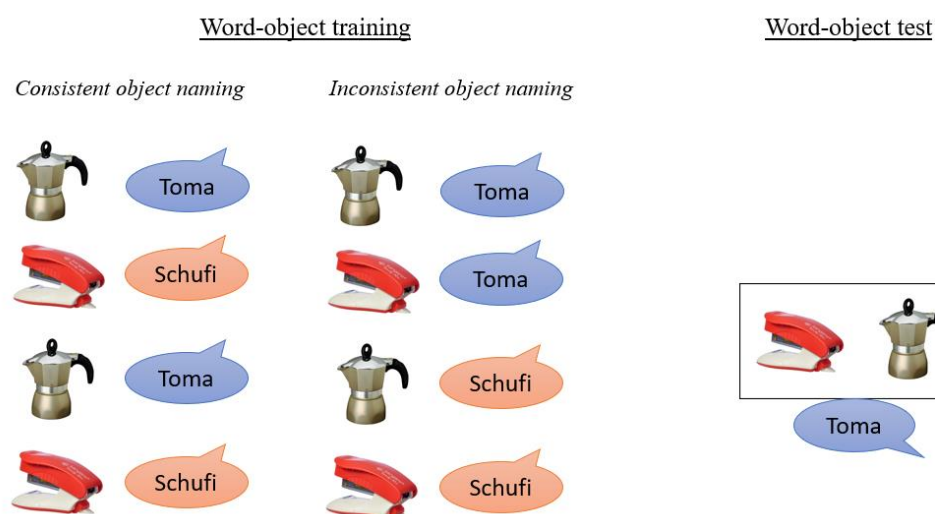 Word-object training
Word-object test
Consistent object naming
Inconsistent object naming
Toma
Toma
Schufi
Toma
Toma
Schufi
Toma
Schufi
Schufi